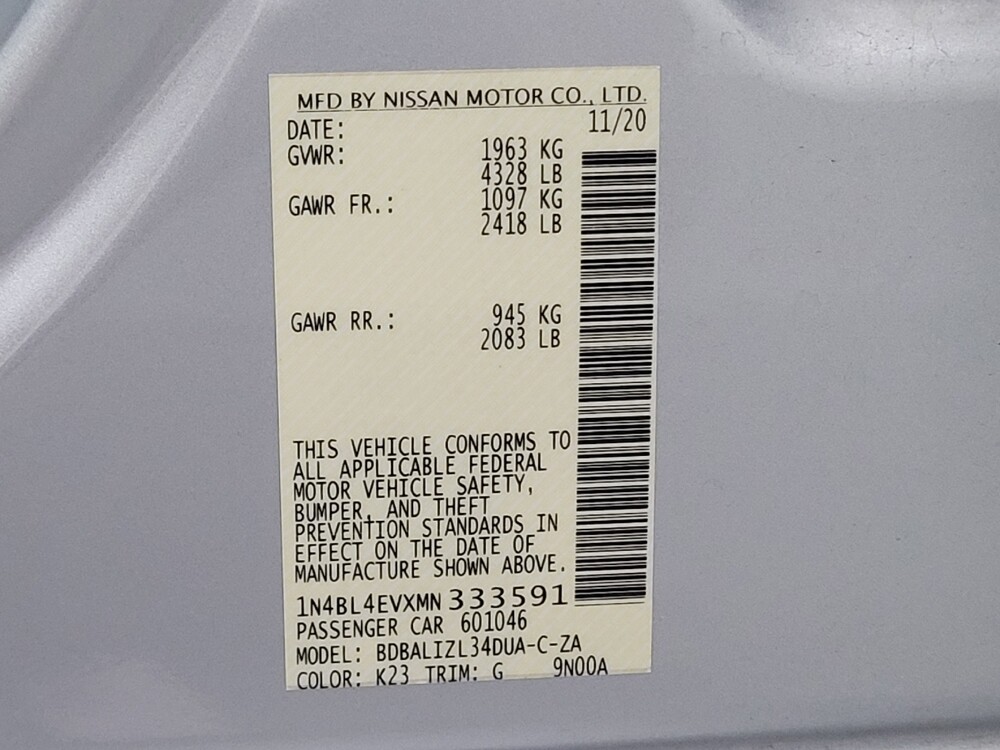 MFD BY NISSAN MOTOR CO., LTD.
DATE: 11/20
GVWR: 1963 KG
4328 LB
GAWR FR.: 1097 KG
2418 LB
GAWR RR.: 945 KG
2083 LB
THIS VEHICLE CONFORMS TO
ALL APPLICABLE FEDERAL
MOTOR VEHICLE SAFETY,
BUMPER, AND THEFT
PREVENTION STANDARDS IN
EFFECT ON THE DATE OF
MANUFACTURE SHOWN ABOVE.
1N4BL4EVXMN 333591
PASSENGER CAR 601046
MODEL: BDBALIZL34DUA-C-ZA
COLOR: K23 TRIM: G 9N00A